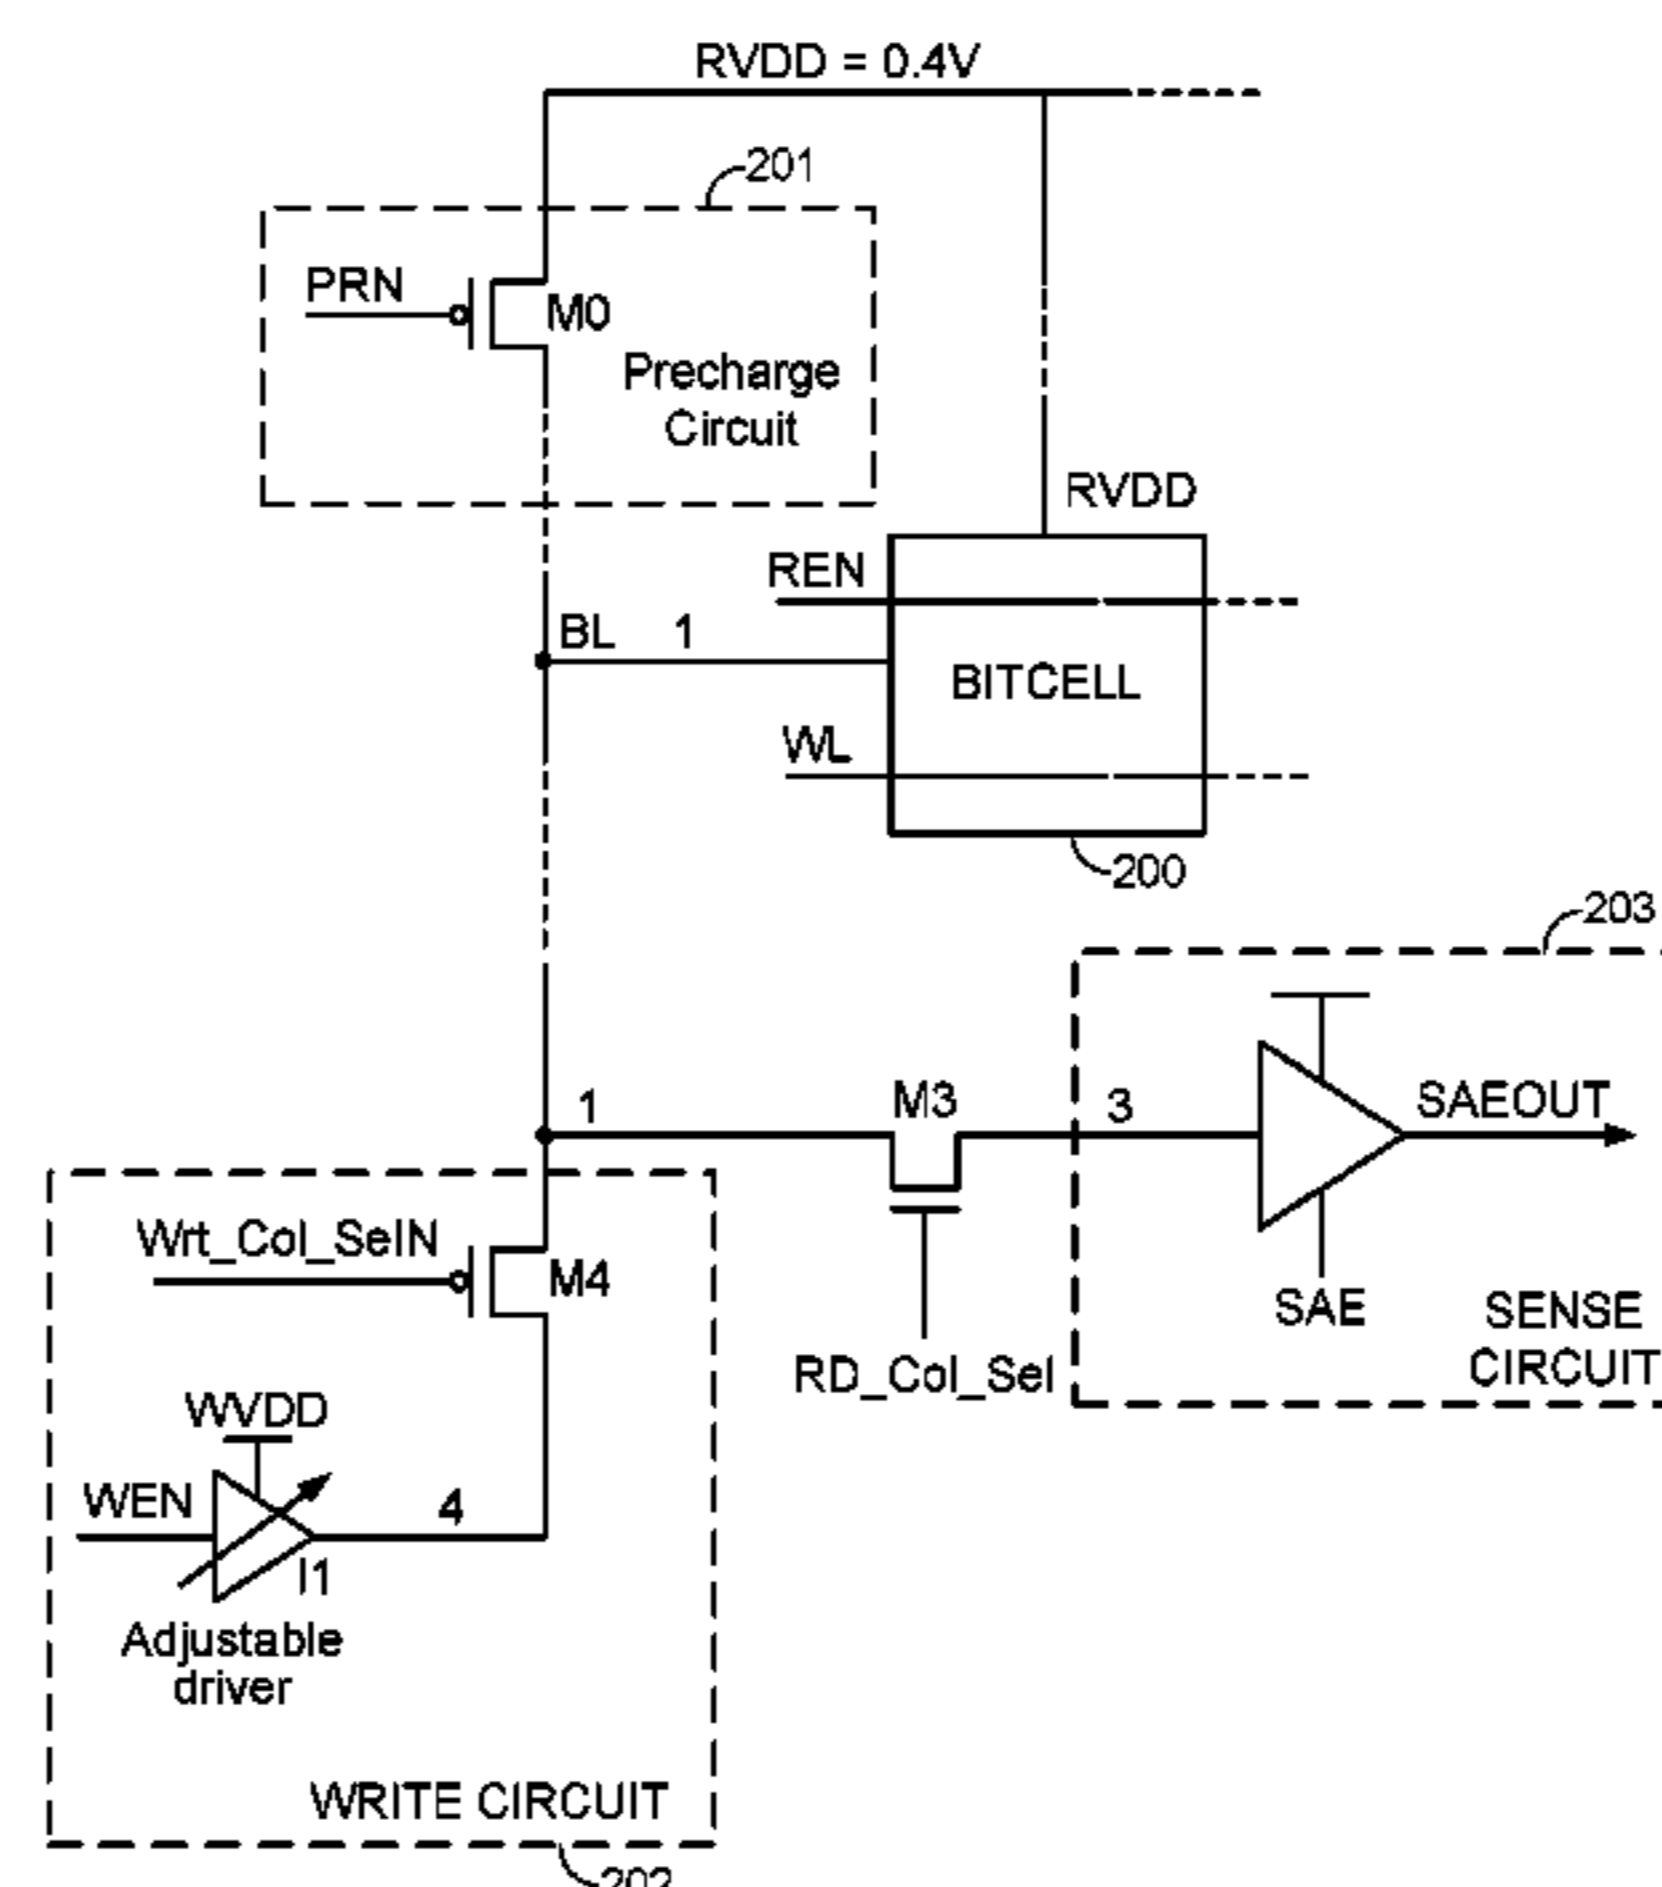 RVDD = 0.4V
201
PRN
M0
Precharge
Circuit
RVDD
REN
BL 1
BITCELL
WL
200
203
1
M3
3
SAEOUT
Wrt_Col_SelN
M4
SAE
SENSE
CIRCUIT
RD_Col_Sel
WVDD
WEN
4
I1
Adjustable
driver
WRITE CIRCUIT
202